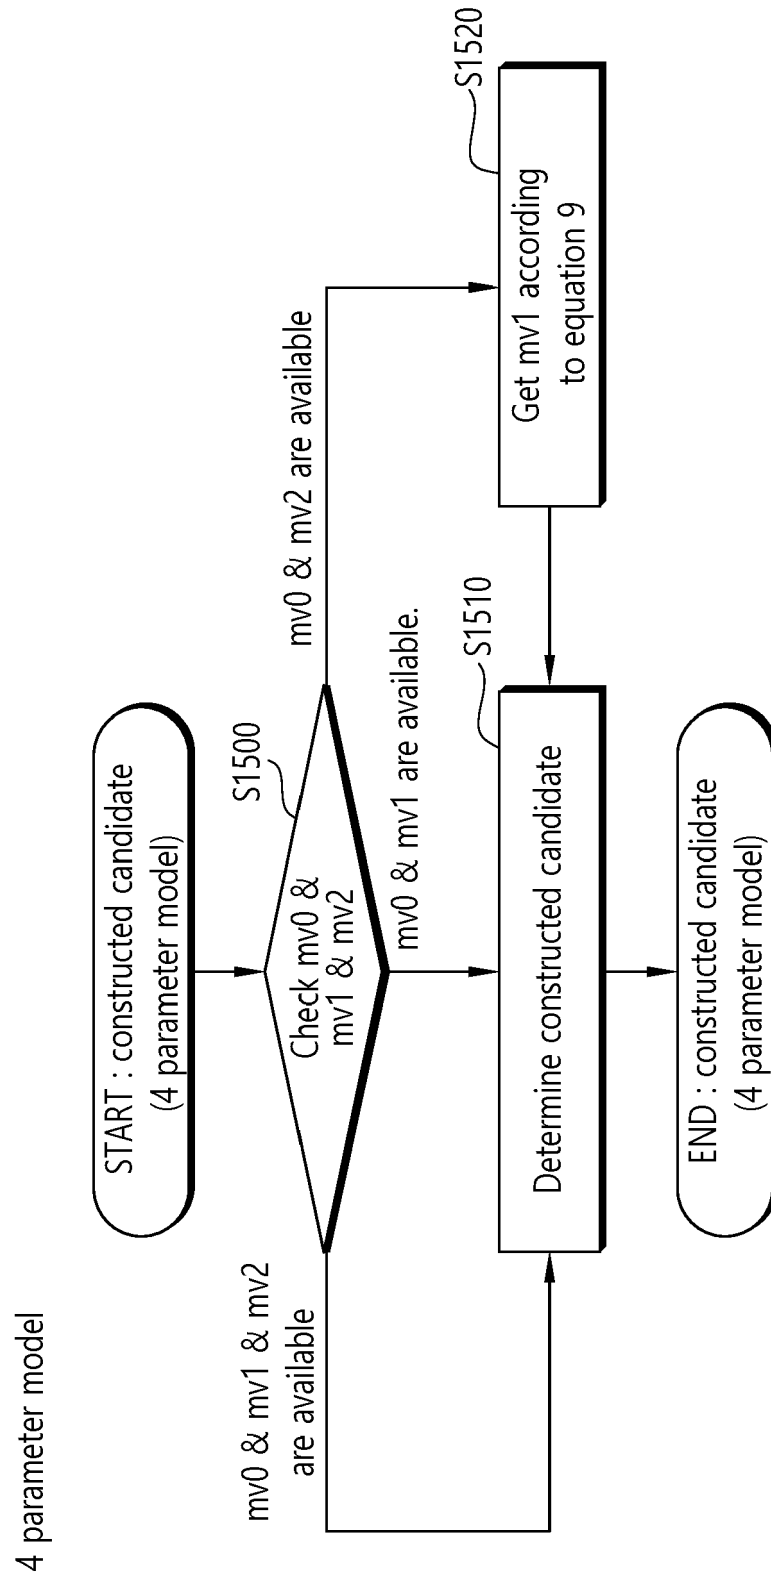 4 parameter model
START : constructed candidate
(4 parameter model)
S1500
Check mv0 &
mv1 & mv2
mv0 & mv1 & mv2
are available
mv0 & mv1 are available.
mv0 & mv2 are available
S1510
Determine constructed candidate
S1520
Get mv1 according
to equation 9
END : constructed candidate
(4 parameter model)